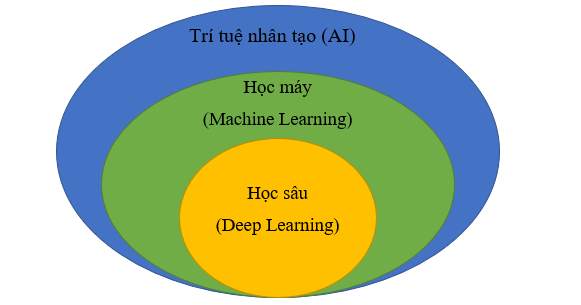 Trí tuệ nhân tạo (AI)
Học máy
(Machine Learning)
Học sâu
(Deep Learning)